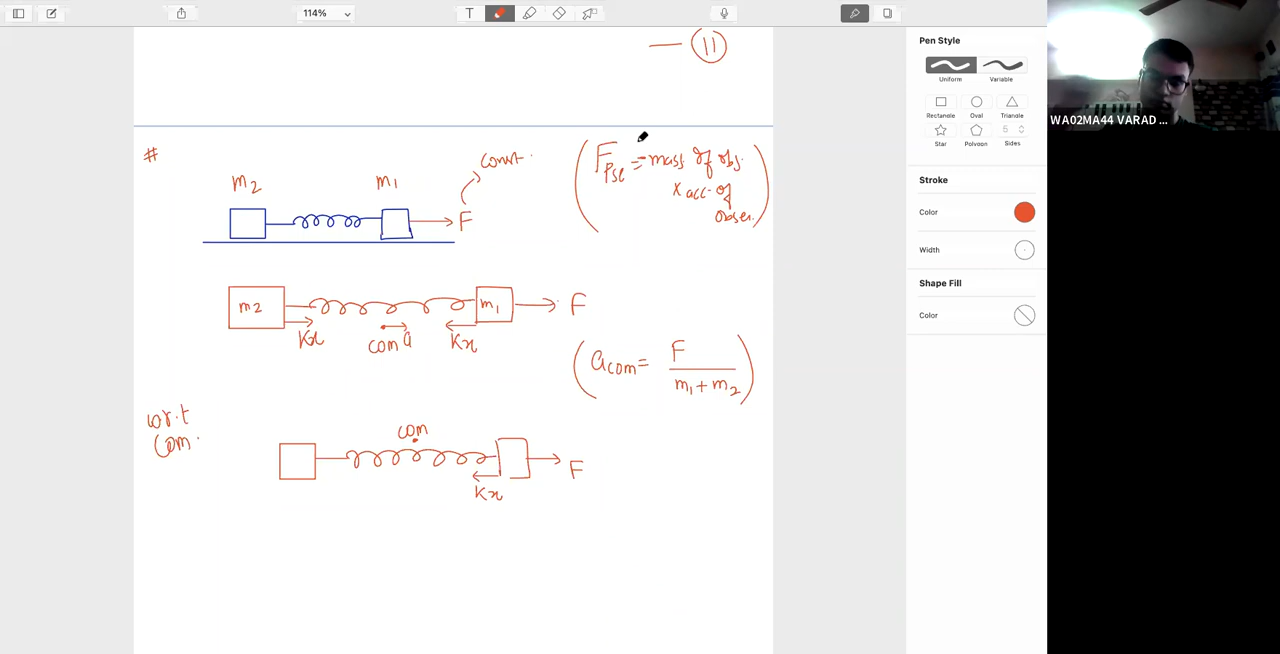 114%
T
Pen Style
Uniform
Variable
Rectangle
Oval
Triangle
5
Star
Polygon
Sides
Stroke
Color
Width
Shape Fill
Color
WA02MA44 VARAD ...
— 11
#
m2
m1
const.
F
(Fpse = -mass of obj.
x acc. of
obser.)
m2
m1
F
Kx
com a
Kx
(acom = F / m1 + m2)
w.r.t
Com.
com
F
Kx